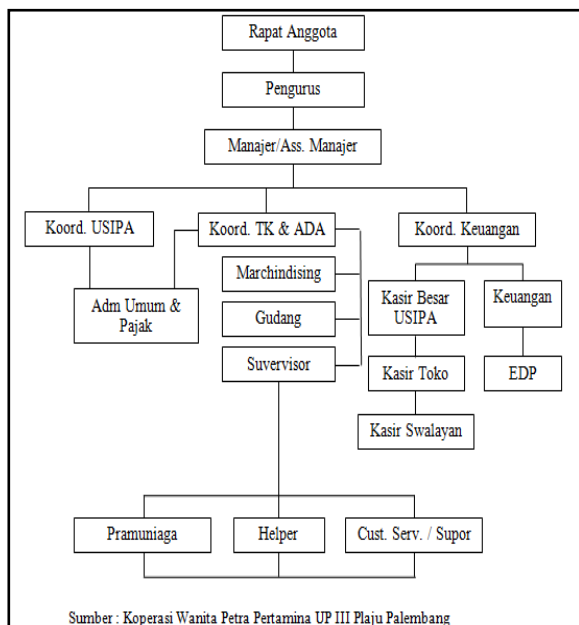 Rapat Anggota
Pengurus
Manajer/Ass. Manajer
Koord. USIPA
Koord. TK & ADA
Koord. Keuangan
Marchindising
Adm Umum &
Pajak
Gudang
Kasir Besar
USIPA
Keuangan
Suvervisor
Kasir Toko
EDP
Kasir Swalayan
Pramuniaga
Helper
Cust. Serv. / Supor
Sumber : Koperasi Wanita Petra Pertamina UP III Plaju Palembang